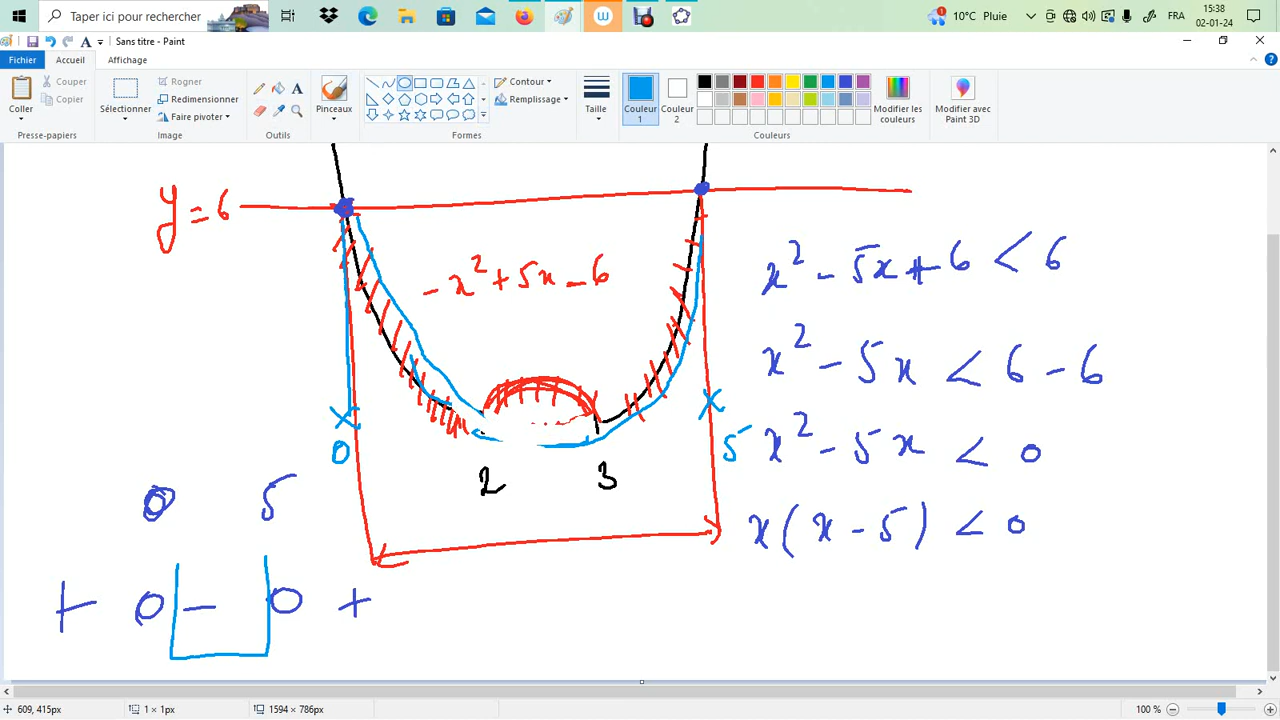 Taper ici pour rechercher
10°C Pluie
FRA
15:38
02-01-24
Sans titre - Paint
Fichier
Accueil
Affichage
Coller
Couper
Copier
Presse-papiers
Sélectionner
Rogner
Redimensionner
Faire pivoter
Image
Outils
Pinceaux
Contour
Remplissage
Formes
Taille
Couleur 1
Couleur 2
Modifier les couleurs
Couleurs
Modifier avec Paint 3D
y = 6
- x² + 5x - 6
x² - 5x + 6 < 6
x² - 5x < 6 - 6
x² - 5x < 0
x(x - 5) < 0
0
5
2
3
0 5
+ 0 - 0 +
609, 415px
1 × 1px
1594 × 786px
100 %